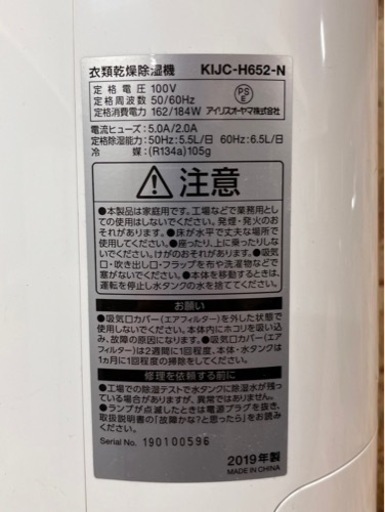 衣類乾燥除湿機 KIJC-H652-N
定格電圧 100V
定格周波数 50/60Hz
定格消費電力 162/184W
PS
E
アイリスオーヤマ株式会社
電流ヒューズ：5.0A/2.0A
定格除湿能力：50Hz：5.5L/日 60Hz：6.5L/日
冷媒：(R134a)105g
注意
●本製品は家庭用です。工場などで業務用とし
ての使用はしないでください。発煙・発火のお
それがあります。●床が水平で丈夫な場所で
使用してください。●座ったり、上に乗ったりし
ないでください。けがのおそれがあります。●吸気
口・吹き出し口・フラップを布や洗濯物などで
塞がないでください。●本体を移動するときは、
運転を停止し水タンクの水を捨ててください。
お願い
●吸気口カバー（エアフィルター）を外した状態で
使用しないでください。本体内にホコリを吸い込
み、故障の原因になります。●吸気口カバー（エア
フィルター）は2週間に1回程度、本体・水タンクは
1ヵ月に1回程度の掃除をしてください。
修理を依頼する前に
●工場での除湿テストで水タンクに除湿水が残っ
ている場合がありますが、異常ではありません。
●ランプが点滅したときは電源プラグを抜き、
取扱説明書の「故障かな?と思ったら」をお読み
ください。
Serial No. 190100596
2019年製
MADE IN CHINA